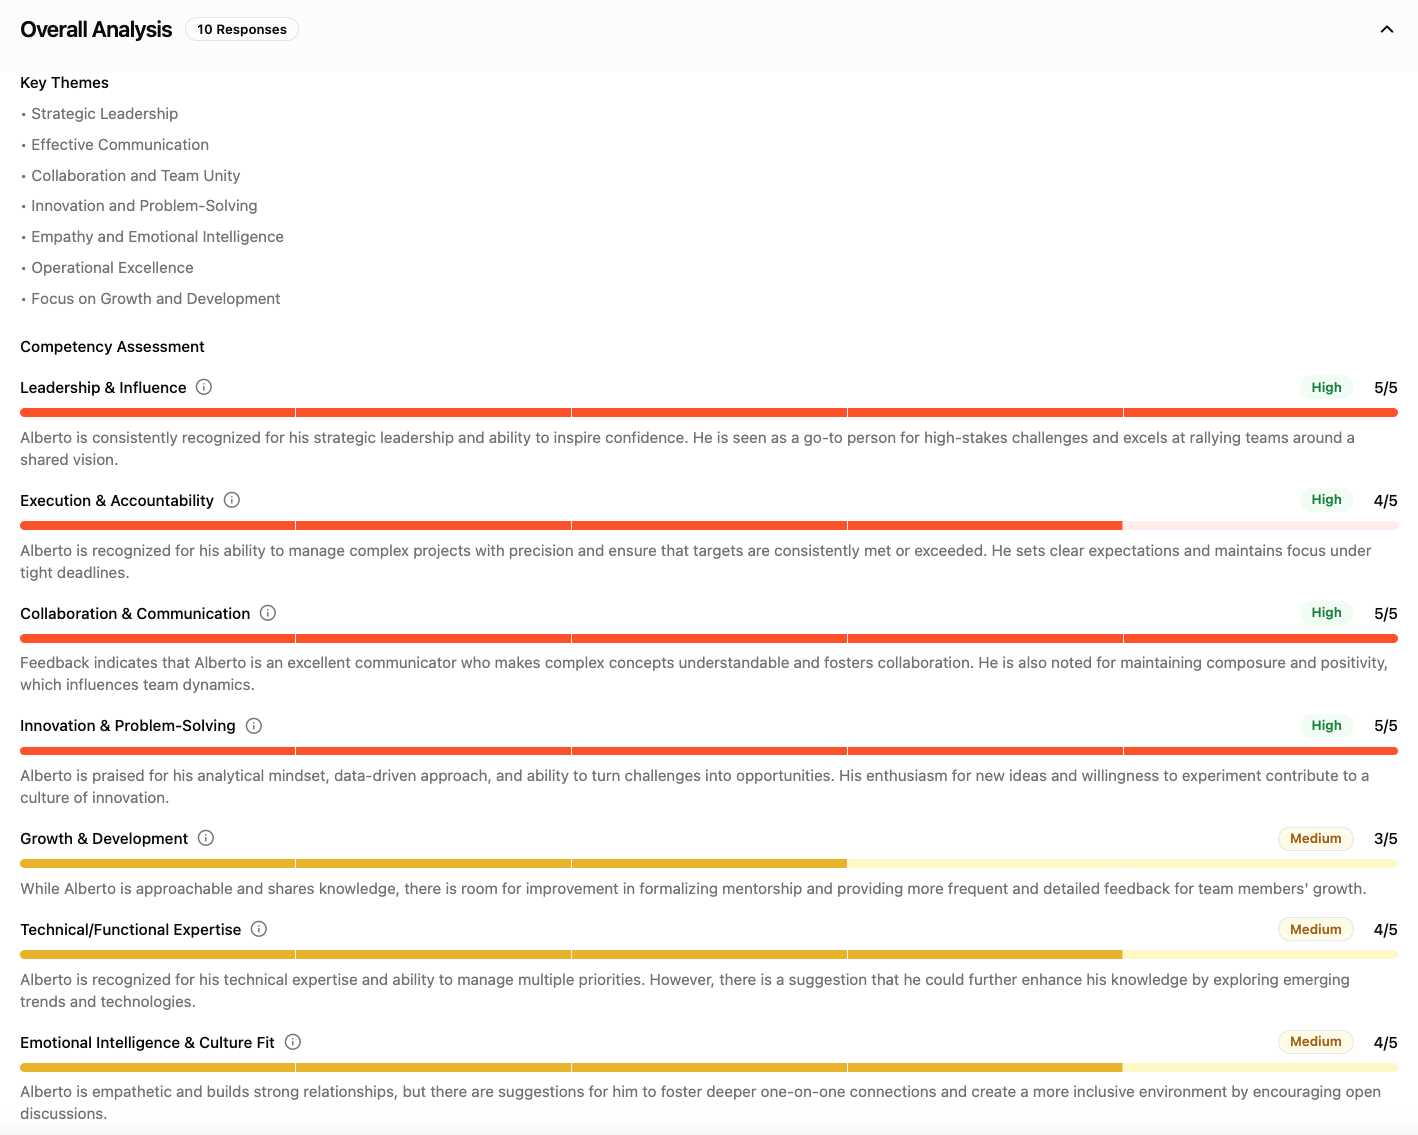 Overall Analysis 10 Responses
Key Themes
• Strategic Leadership
• Effective Communication
• Collaboration and Team Unity
• Innovation and Problem-Solving
• Empathy and Emotional Intelligence
• Operational Excellence
• Focus on Growth and Development
Competency Assessment
Leadership & Influence High 5/5
Alberto is consistently recognized for his strategic leadership and ability to inspire confidence. He is seen as a go-to person for high-stakes challenges and excels at rallying teams around a
shared vision.
Execution & Accountability High 4/5
Alberto is recognized for his ability to manage complex projects with precision and ensure that targets are consistently met or exceeded. He sets clear expectations and maintains focus under
tight deadlines.
Collaboration & Communication High 5/5
Feedback indicates that Alberto is an excellent communicator who makes complex concepts understandable and fosters collaboration. He is also noted for maintaining composure and positivity,
which influences team dynamics.
Innovation & Problem-Solving High 5/5
Alberto is praised for his analytical mindset, data-driven approach, and ability to turn challenges into opportunities. His enthusiasm for new ideas and willingness to experiment contribute to a
culture of innovation.
Growth & Development Medium 3/5
While Alberto is approachable and shares knowledge, there is room for improvement in formalizing mentorship and providing more frequent and detailed feedback for team members' growth.
Technical/Functional Expertise Medium 4/5
Alberto is recognized for his technical expertise and ability to manage multiple priorities. However, there is a suggestion that he could further enhance his knowledge by exploring emerging
trends and technologies.
Emotional Intelligence & Culture Fit Medium 4/5
Alberto is empathetic and builds strong relationships, but there are suggestions for him to foster deeper one-on-one connections and create a more inclusive environment by encouraging open
discussions.